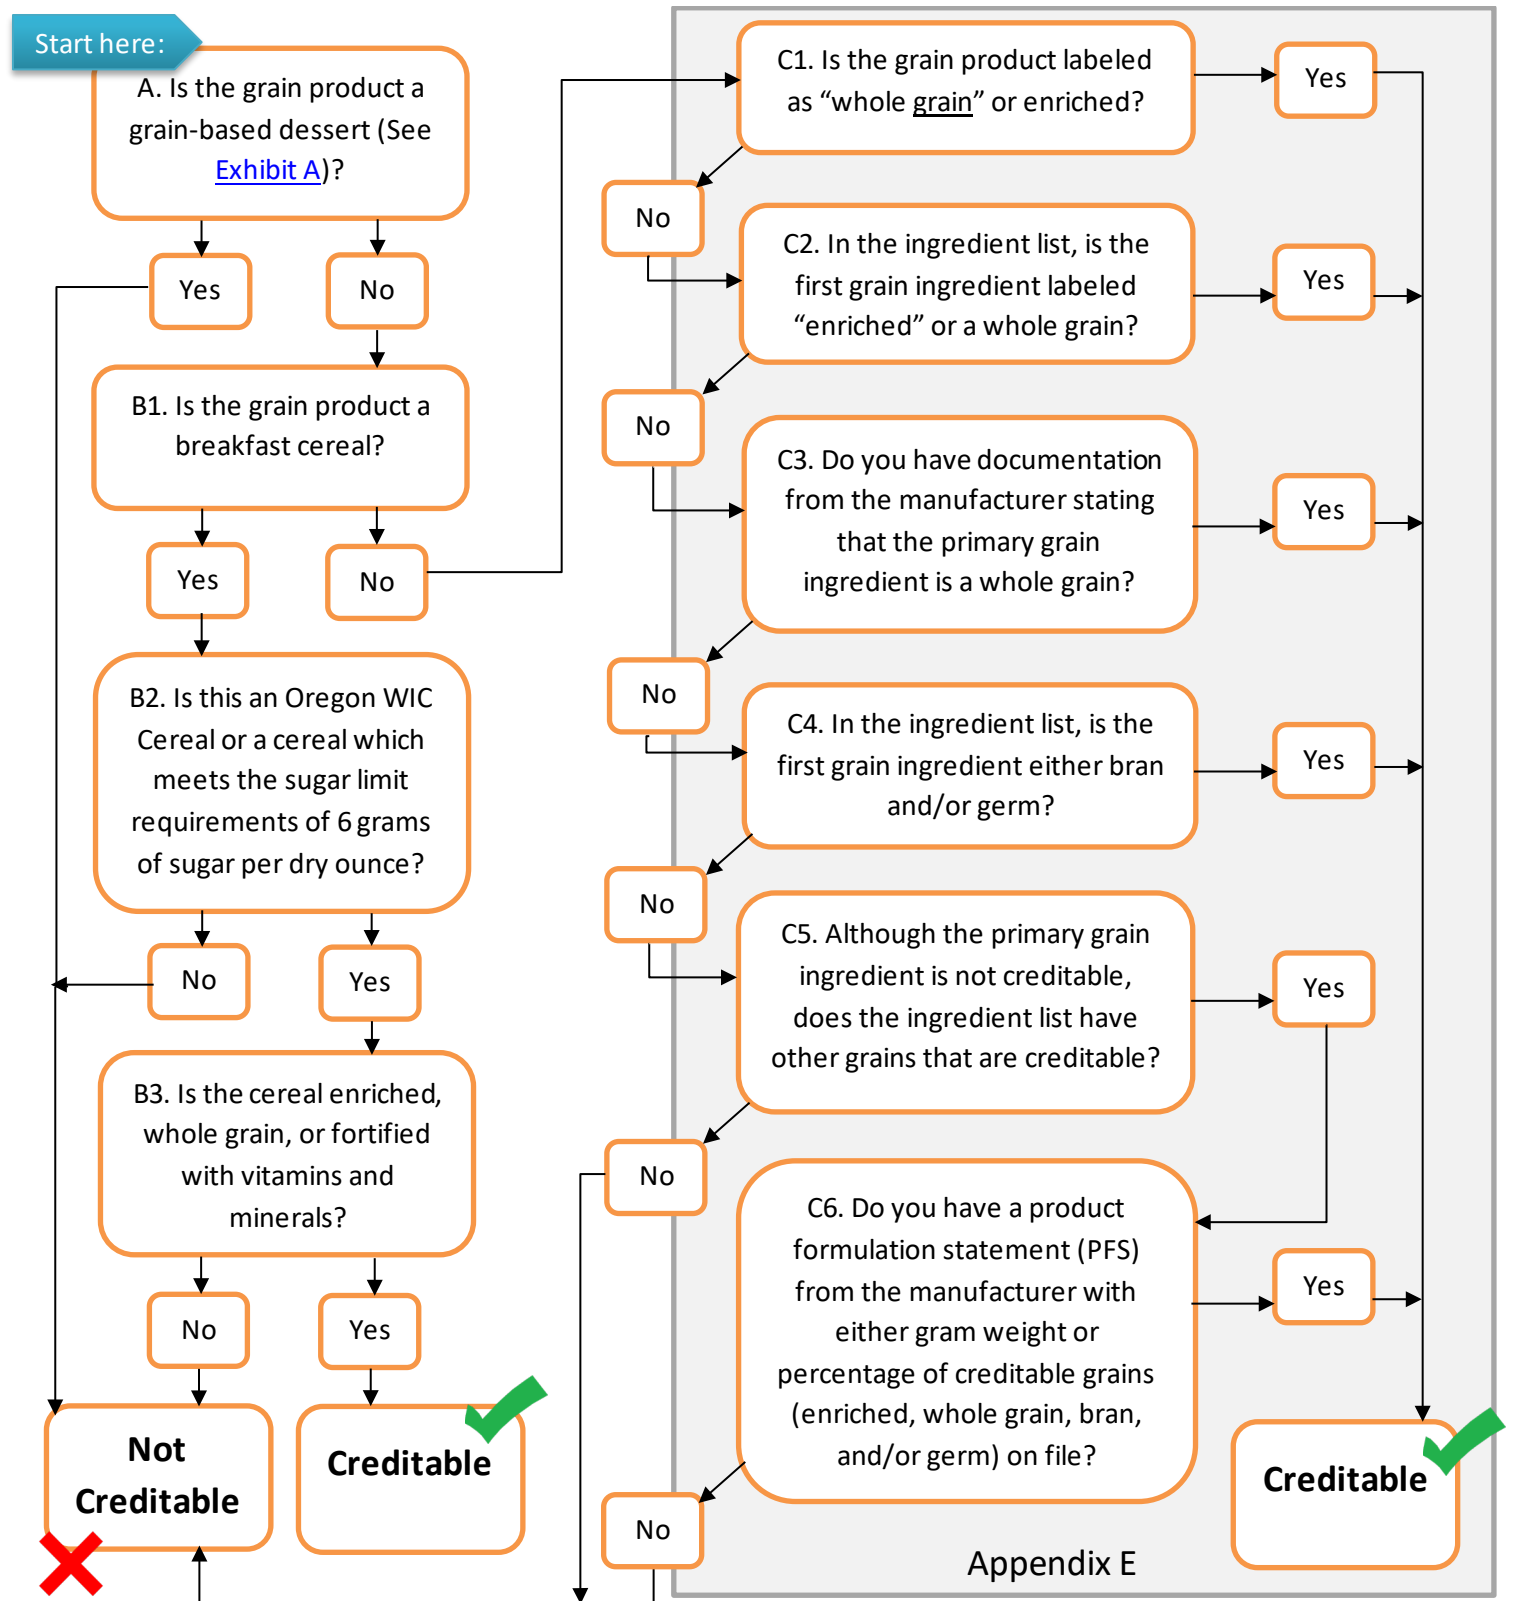 Start here:
A. Is the grain product a
grain-based dessert (See
Exhibit A)?
Yes
No
B1. Is the grain product a
breakfast cereal?
Yes
No
B2. Is this an Oregon WIC
Cereal or a cereal which
meets the sugar limit
requirements of 6 grams
of sugar per dry ounce?
No
Yes
B3. Is the cereal enriched,
whole grain, or fortified
with vitamins and
minerals?
No
Yes
Not
Creditable
Creditable
C1. Is the grain product labeled
as “whole grain” or enriched?
Yes
No
C2. In the ingredient list, is the
first grain ingredient labeled
“enriched” or a whole grain?
Yes
No
C3. Do you have documentation
from the manufacturer stating
that the primary grain
ingredient is a whole grain?
Yes
No
C4. In the ingredient list, is the
first grain ingredient either bran
and/or germ?
Yes
No
C5. Although the primary grain
ingredient is not creditable,
does the ingredient list have
other grains that are creditable?
Yes
No
C6. Do you have a product
formulation statement (PFS)
from the manufacturer with
either gram weight or
percentage of creditable grains
(enriched, whole grain, bran,
and/or germ) on file?
Yes
No
Creditable
Appendix E